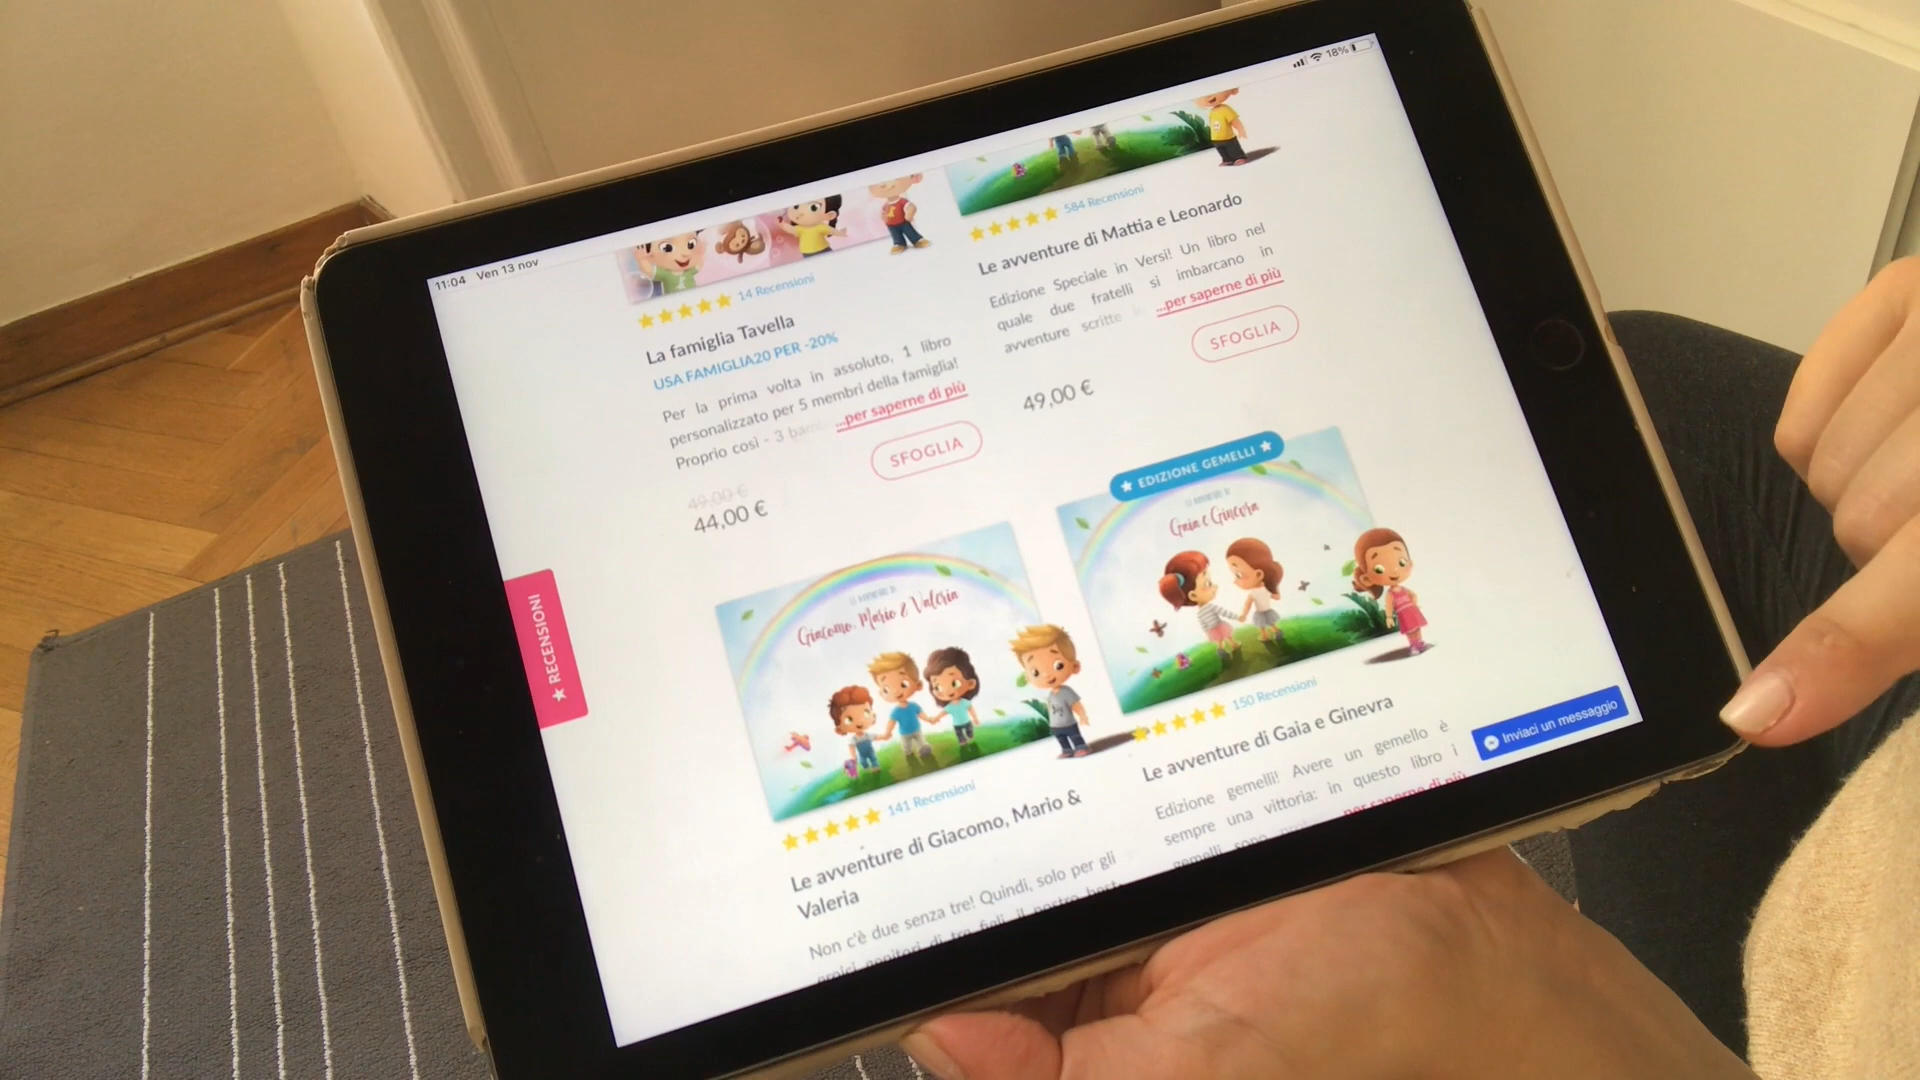 11:04 Ven 13 nov
18%
14 Recensioni
La famiglia Tavella
USA FAMIGLIA20 PER -20%
Per la prima volta in assoluto, 1 libro
personalizzato per 5 membri della famiglia!
Proprio così - 3
...per saperne di più
SFOGLIA
49,00 €
44,00 €
584 Recensioni
Le avventure di Mattia e Leonardo
Edizione Speciale in Versi! Un libro nel
quale due fratelli si imbarcano in
avventure scritte
...per saperne di più
SFOGLIA
49,00 €
★ RECENSIONI
Giacomo, Mario & Valeria
141 Recensioni
Le avventure di Giacomo, Mario &
Valeria
Non c'è due senza tre! Quindi, solo per gli
★ EDIZIONE GEMELLI ★
Gaia e Ginevra
150 Recensioni
Le avventure di Gaia e Ginevra
Edizione gemelli! Avere un gemello è
sempre una vittoria: in questo libro i
gemelli sono
per saperne di più
Inviaci un messaggio